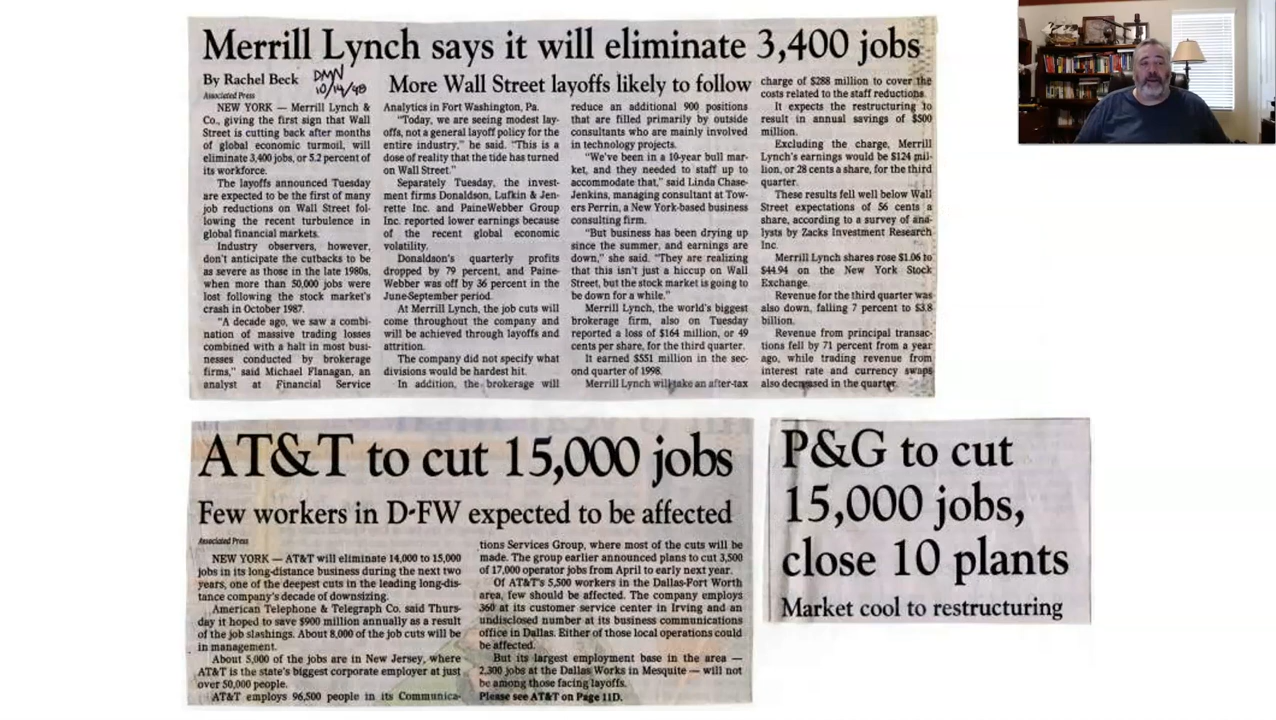 Merrill Lynch says it will eliminate 3,400 jobs
By Rachel Beck
DMN
10/14/98
Associated Press
More Wall Street layoffs likely to follow
NEW YORK — Merrill Lynch &
Co., giving the first sign that Wall
Street is cutting back after months
of global economic turmoil, will
eliminate 3,400 jobs, or 5.2 percent of
its workforce.
The layoffs announced Tuesday
are expected to be the first of many
job reductions on Wall Street fol-
lowing the recent turbulence in
global financial markets.
Industry observers, however,
don't anticipate the cutbacks to be
as severe as those in the late 1980s,
when more than 50,000 jobs were
lost following the stock market's
crash in October 1987.
"A decade ago, we saw a combi-
nation of massive trading losses
combined with a halt in most busi-
nesses conducted by brokerage
firms," said Michael Flanagan, an
analyst at Financial Service
Analytics in Fort Washington, Pa.
"Today, we are seeing modest lay-
offs, not a general layoff policy for the
entire industry," he said. "This is a
dose of reality that the tide has turned
on Wall Street."
Separately Tuesday, the invest-
ment firms Donaldson, Lufkin & Jen-
rette Inc. and PaineWebber Group
Inc. reported lower earnings because
of the recent global economic
volatility.
Donaldson's quarterly profits
dropped by 79 percent, and Paine-
Webber was off by 36 percent in the
June-September period.
At Merrill Lynch, the job cuts will
come throughout the company and
will be achieved through layoffs and
attrition.
The company did not specify what
divisions would be hardest hit.
In addition, the brokerage will
reduce an additional 900 positions
that are filled primarily by outside
consultants who are mainly involved
in technology projects.
"We've been in a 10-year bull mar-
ket, and they needed to staff up to
accommodate that," said Linda Chase-
Jenkins, managing consultant at Tow-
ers Perrin, a New York-based business
consulting firm.
"But business has been drying up
since the summer, and earnings are
down," she said. "They are realizing
that this isn't just a hiccup on Wall
Street, but the stock market is going to
be down for a while."
Merrill Lynch, the world's biggest
brokerage firm, also on Tuesday
reported a loss of $164 million, or 49
cents per share, for the third quarter.
It earned $551 million in the sec-
ond quarter of 1998.
Merrill Lynch will take an after-tax
charge of $288 million to cover the
costs related to the staff reductions.
It expects the restructuring to
result in annual savings of $500
million.
Excluding the charge, Merrill
Lynch's earnings would be $124 mil-
lion, or 28 cents a share, for the third
quarter.
These results fell well below Wall
Street expectations of 56 cents a
share, according to a survey of ana-
lysts by Zacks Investment Research
Inc.
Merrill Lynch shares rose $1.06 to
$44.94 on the New York Stock
Exchange.
Revenue for the third quarter was
also down, falling 7 percent to $3.8
billion.
Revenue from principal transac-
tions fell by 71 percent from a year
ago, while trading revenue from
interest rate and currency swaps
also decreased in the quarter.
AT&T to cut 15,000 jobs
Few workers in D-FW expected to be affected
Associated Press
NEW YORK — AT&T will eliminate 14,000 to 15,000
jobs in its long-distance business during the next two
years, one of the deepest cuts in the leading long-dis-
tance company's decade of downsizing.
American Telephone & Telegraph Co. said Thurs-
day it hoped to save $900 million annually as a result
of the job slashings. About 8,000 of the job cuts will be
in management.
About 5,000 of the jobs are in New Jersey, where
AT&T is the state's biggest corporate employer at just
over 50,000 people.
AT&T employs 96,500 people in its Communica-
tions Services Group, where most of the cuts will be
made. The group earlier announced plans to cut 3,500
of 17,000 operator jobs from April to early next year.
Of AT&T's 5,500 workers in the Dallas-Fort Worth
area, few should be affected. The company employs
360 at its customer service center in Irving and an
undisclosed number at its business communications
office in Dallas. Either of those local operations could
be affected.
But its largest employment base in the area —
2,300 jobs at the Dallas Works in Mesquite — will not
be among those facing layoffs.
Please see AT&T on Page 11D.
P&G to cut
15,000 jobs,
close 10 plants
Market cool to restructuring